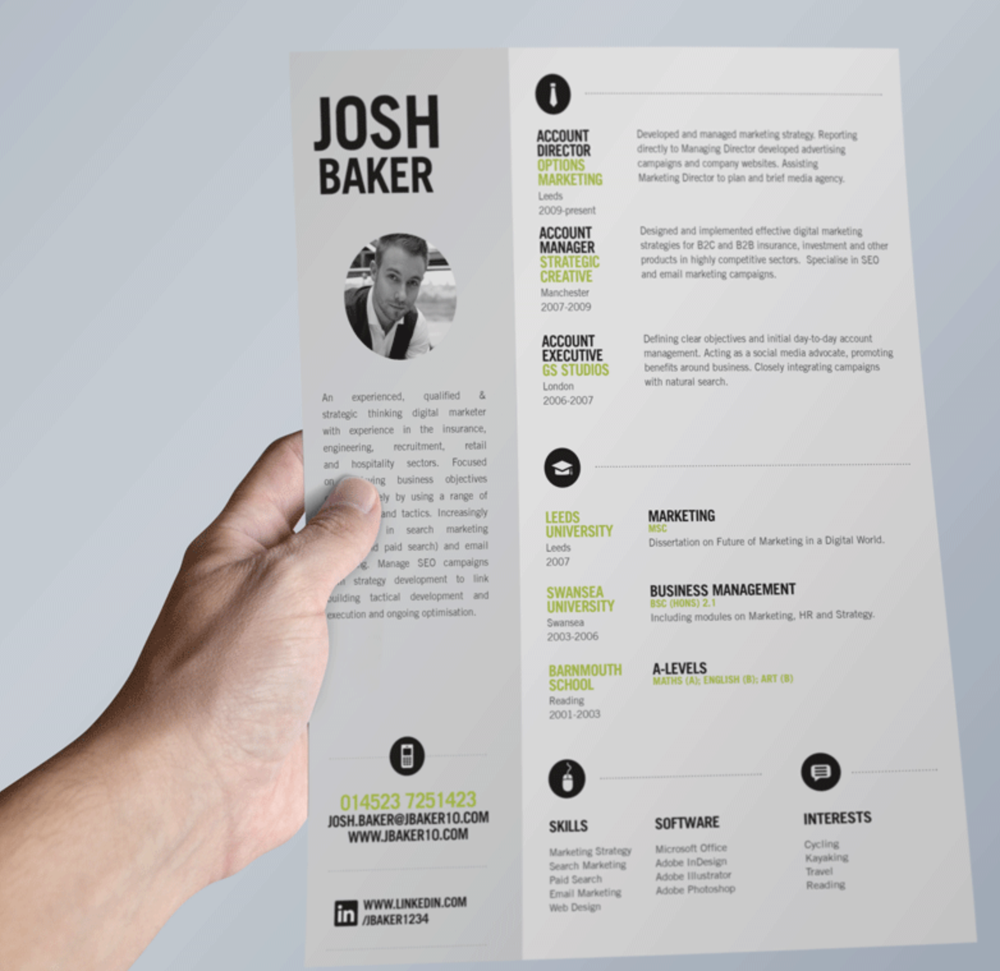 JOSH
BAKER
An experienced, qualified &
strategic thinking digital marketer
with experience in the insurance,
engineering, recruitment, retail
and hospitality sectors. Focused
on business objectives
by using a range of
and tactics. Increasingly
in search marketing
paid search) and email
Manage SEO campaigns
strategy development to link
building tactical development and
execution and ongoing optimisation.
014523 7251423
JOSH.BAKER@JBAKER10.COM
WWW.JBAKER10.COM
in WWW.LINKEDIN.COM
/JBAKER1234
ACCOUNT
DIRECTOR
OPTIONS
MARKETING
Leeds
2009-present
Developed and managed marketing strategy. Reporting
directly to Managing Director developed advertising
campaigns and company websites. Assisting
Marketing Director to plan and brief media agency.
ACCOUNT
MANAGER
STRATEGIC
CREATIVE
Manchester
2007-2009
Designed and implemented effective digital marketing
strategies for B2C and B2B insurance, investment and other
products in highly competitive sectors. Specialise in SEO
and email marketing campaigns.
ACCOUNT
EXECUTIVE
GS STUDIOS
London
2006-2007
Defining clear objectives and initial day-to-day account
management. Acting as a social media advocate, promoting
benefits around business. Closely integrating campaigns
with natural search.
LEEDS
UNIVERSITY
Leeds
2007
MARKETING
MSC
Dissertation on Future of Marketing in a Digital World.
SWANSEA
UNIVERSITY
Swansea
2003-2006
BUSINESS MANAGEMENT
BSC (HONS) 2.1
Including modules on Marketing, HR and Strategy.
BARNMOUTH
SCHOOL
Reading
2001-2003
A-LEVELS
MATHS (A); ENGLISH (B); ART (B)
SKILLS
Marketing Strategy
Search Marketing
Paid Search
Email Marketing
Web Design
SOFTWARE
Microsoft Office
Adobe InDesign
Adobe Illustrator
Adobe Photoshop
INTERESTS
Cycling
Kayaking
Travel
Reading